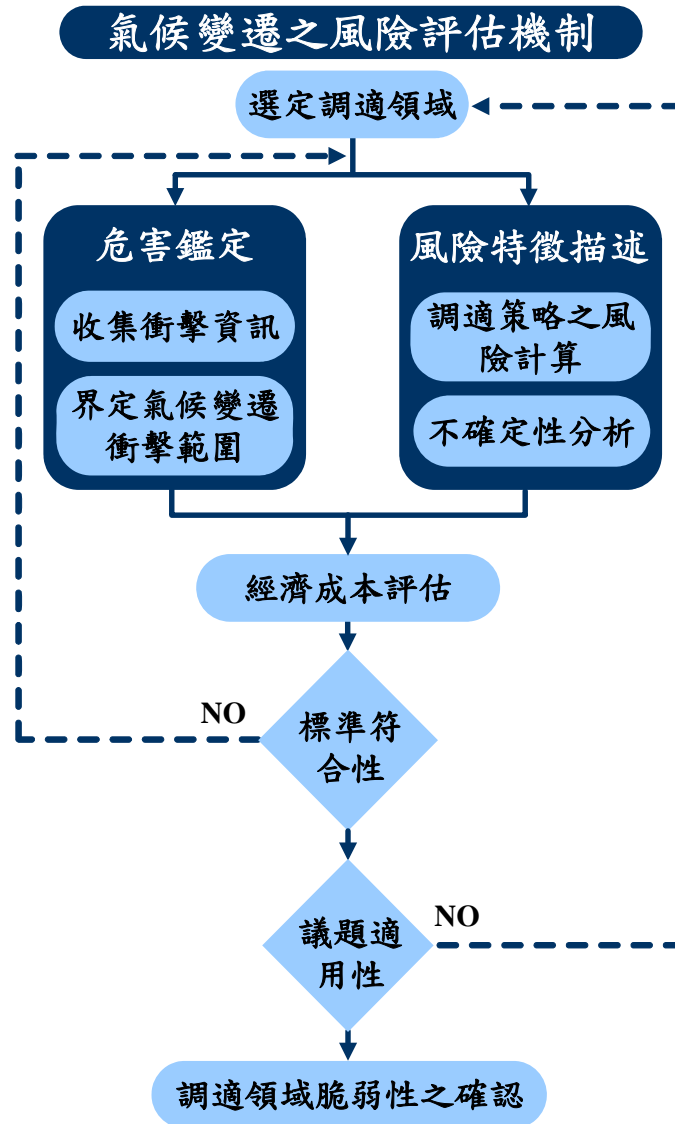 氣候變遷之風險評估機制
選定調適領域
危害鑑定
收集衝擊資訊
界定氣候變遷
衝擊範圍
風險特徵描述
調適策略之風
險計算
不確定性分析
經濟成本評估
NO
標準符
合性
NO
議題適
用性
調適領域脆弱性之確認